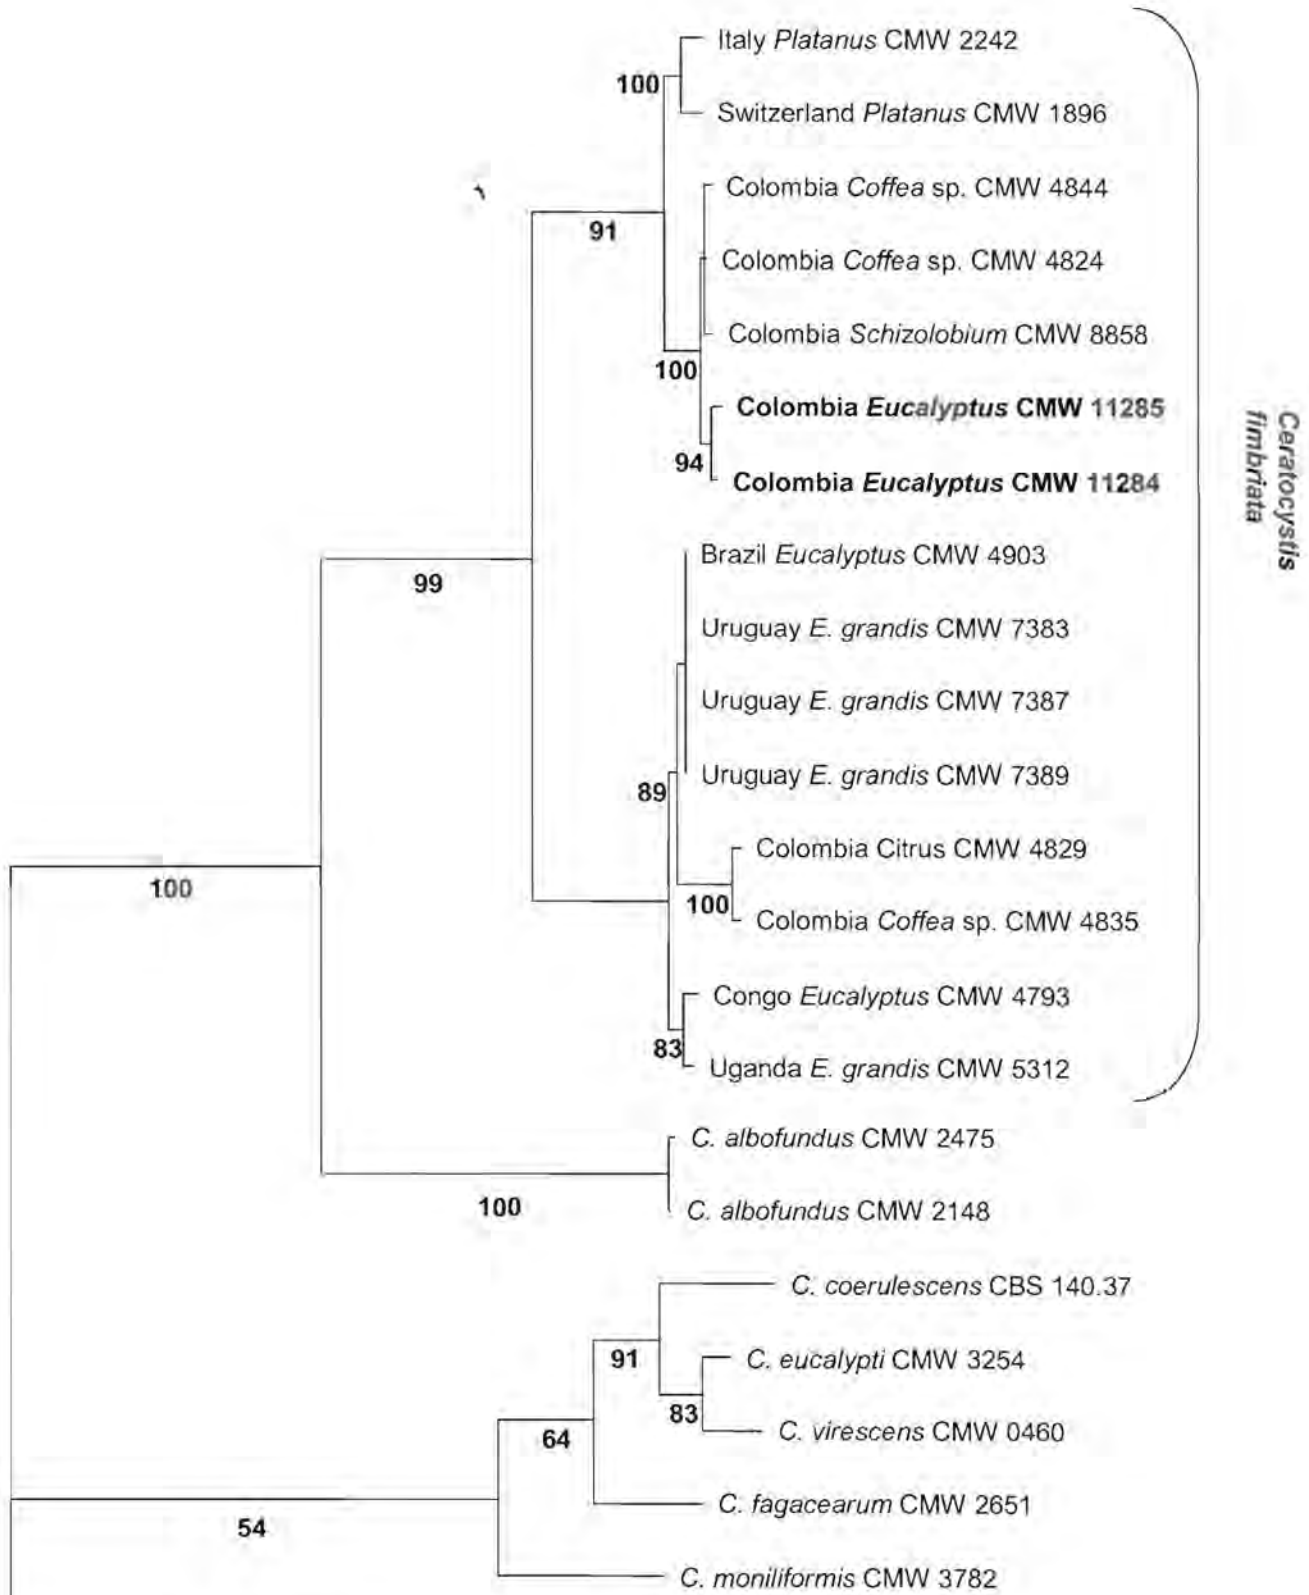 Italy Platanus CMW 2242
100
Switzerland Platanus CMW 1896
Colombia Coffea sp. CMW 4844
91
Colombia Coffea sp. CMW 4824
Colombia Schizolobium CMW 8858
100
Colombia Eucalyptus CMW 11285
94
Colombia Eucalyptus CMW 11284
Ceratocystis
fimbriata
Brazil Eucalyptus CMW 4903
99
Uruguay E. grandis CMW 7383
Uruguay E. grandis CMW 7387
Uruguay E. grandis CMW 7389
89
Colombia Citrus CMW 4829
100
100
Colombia Coffea sp. CMW 4835
Congo Eucalyptus CMW 4793
83
Uganda E. grandis CMW 5312
C. albofundus CMW 2475
100
C. albofundus CMW 2148
C. coerulescens CBS 140.37
91
C. eucalypti CMW 3254
83
C. virescens CMW 0460
64
C. fagacearum CMW 2651
54
C. moniliformis CMW 3782